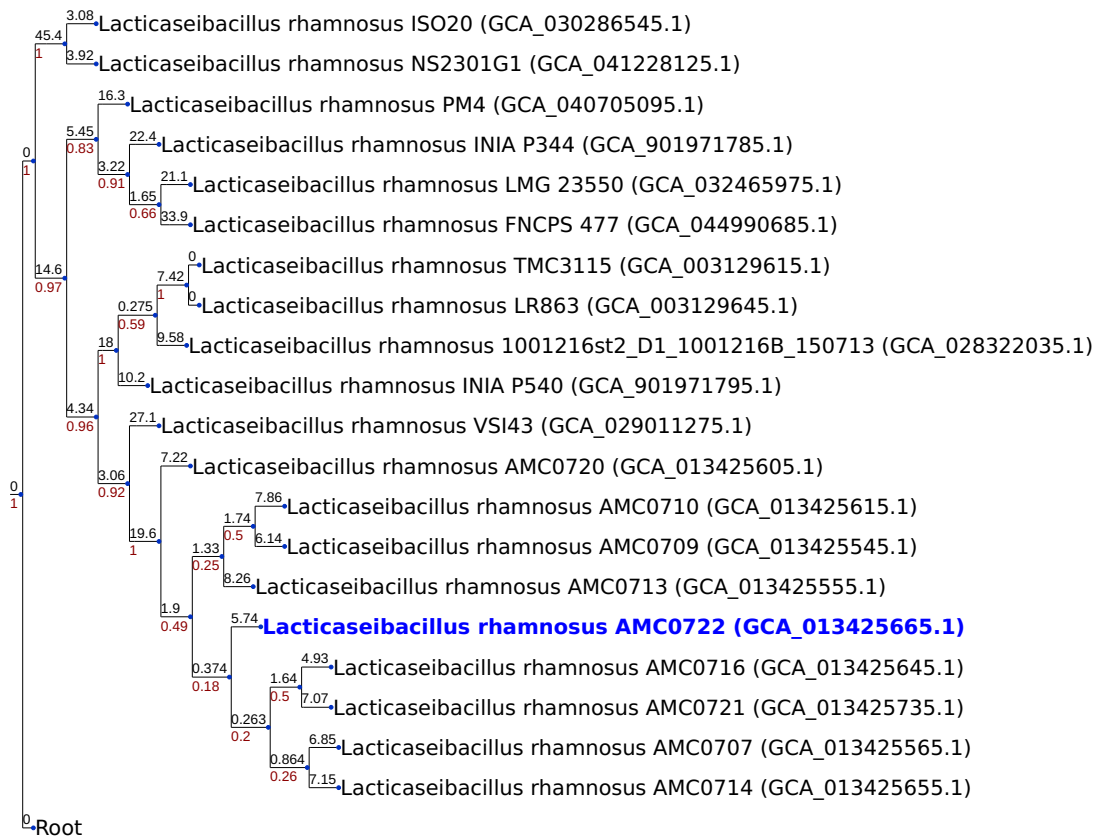 3.08 Lacticaseibacillus rhamnosus ISO20 (GCA_030286545.1)
45.4
1
3.92 Lacticaseibacillus rhamnosus NS2301G1 (GCA_041228125.1)
16.3 Lacticaseibacillus rhamnosus PM4 (GCA_040705095.1)
5.45
0.83
22.4 Lacticaseibacillus rhamnosus INIA P344 (GCA_901971785.1)
0
1
3.22
0.91
21.1 Lacticaseibacillus rhamnosus LMG 23550 (GCA_032465975.1)
1.65
0.66
33.9 Lacticaseibacillus rhamnosus FNCPS 477 (GCA_044990685.1)
0 Lacticaseibacillus rhamnosus TMC3115 (GCA_003129615.1)
14.6
0.97
7.42
1
0 Lacticaseibacillus rhamnosus LR863 (GCA_003129645.1)
0.275
0.59
9.58 Lacticaseibacillus rhamnosus 1001216st2_D1_1001216B_150713 (GCA_028322035.1)
18
1
10.2 Lacticaseibacillus rhamnosus INIA P540 (GCA_901971795.1)
4.34
0.96
27.1 Lacticaseibacillus rhamnosus VSI43 (GCA_029011275.1)
7.22 Lacticaseibacillus rhamnosus AMC0720 (GCA_013425605.1)
3.06
0.92
0
1
7.86 Lacticaseibacillus rhamnosus AMC0710 (GCA_013425615.1)
1.74
0.5
19.6
1
6.14 Lacticaseibacillus rhamnosus AMC0709 (GCA_013425545.1)
1.33
0.25
8.26 Lacticaseibacillus rhamnosus AMC0713 (GCA_013425555.1)
1.9
0.49
5.74 Lacticaseibacillus rhamnosus AMC0722 (GCA_013425665.1)
4.93 Lacticaseibacillus rhamnosus AMC0716 (GCA_013425645.1)
0.374
0.18
1.64
0.5
7.07 Lacticaseibacillus rhamnosus AMC0721 (GCA_013425735.1)
0.263
0.2
6.85 Lacticaseibacillus rhamnosus AMC0707 (GCA_013425565.1)
0.864
0.26
7.15 Lacticaseibacillus rhamnosus AMC0714 (GCA_013425655.1)
0 Root